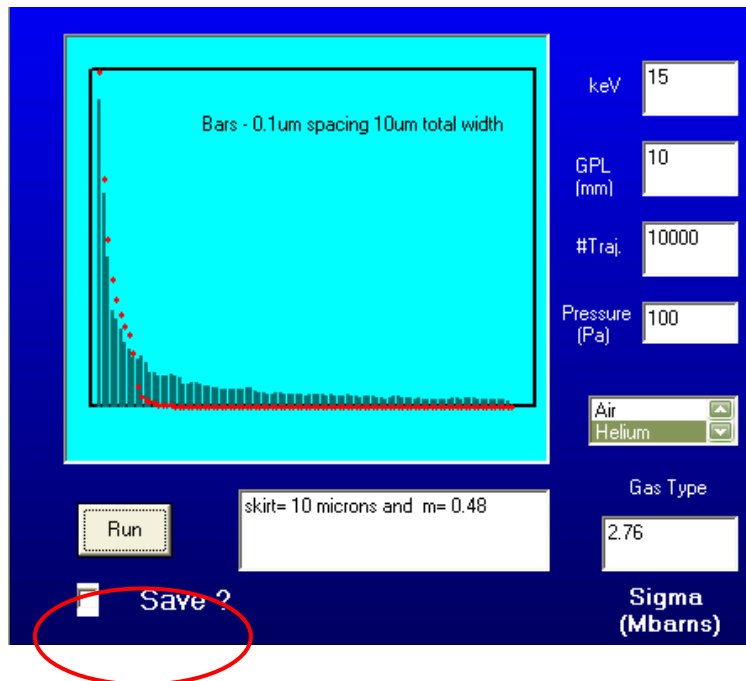 Bars - 0.1um spacing 10um total width
keV
15
GPL
(mm)
10
#Traj.
10000
Pressure
(Pa)
100
Air
Helium
Gas Type
Run
skirt= 10 microns and m= 0.48
2.76
Save ?
Sigma
(Mbarns)